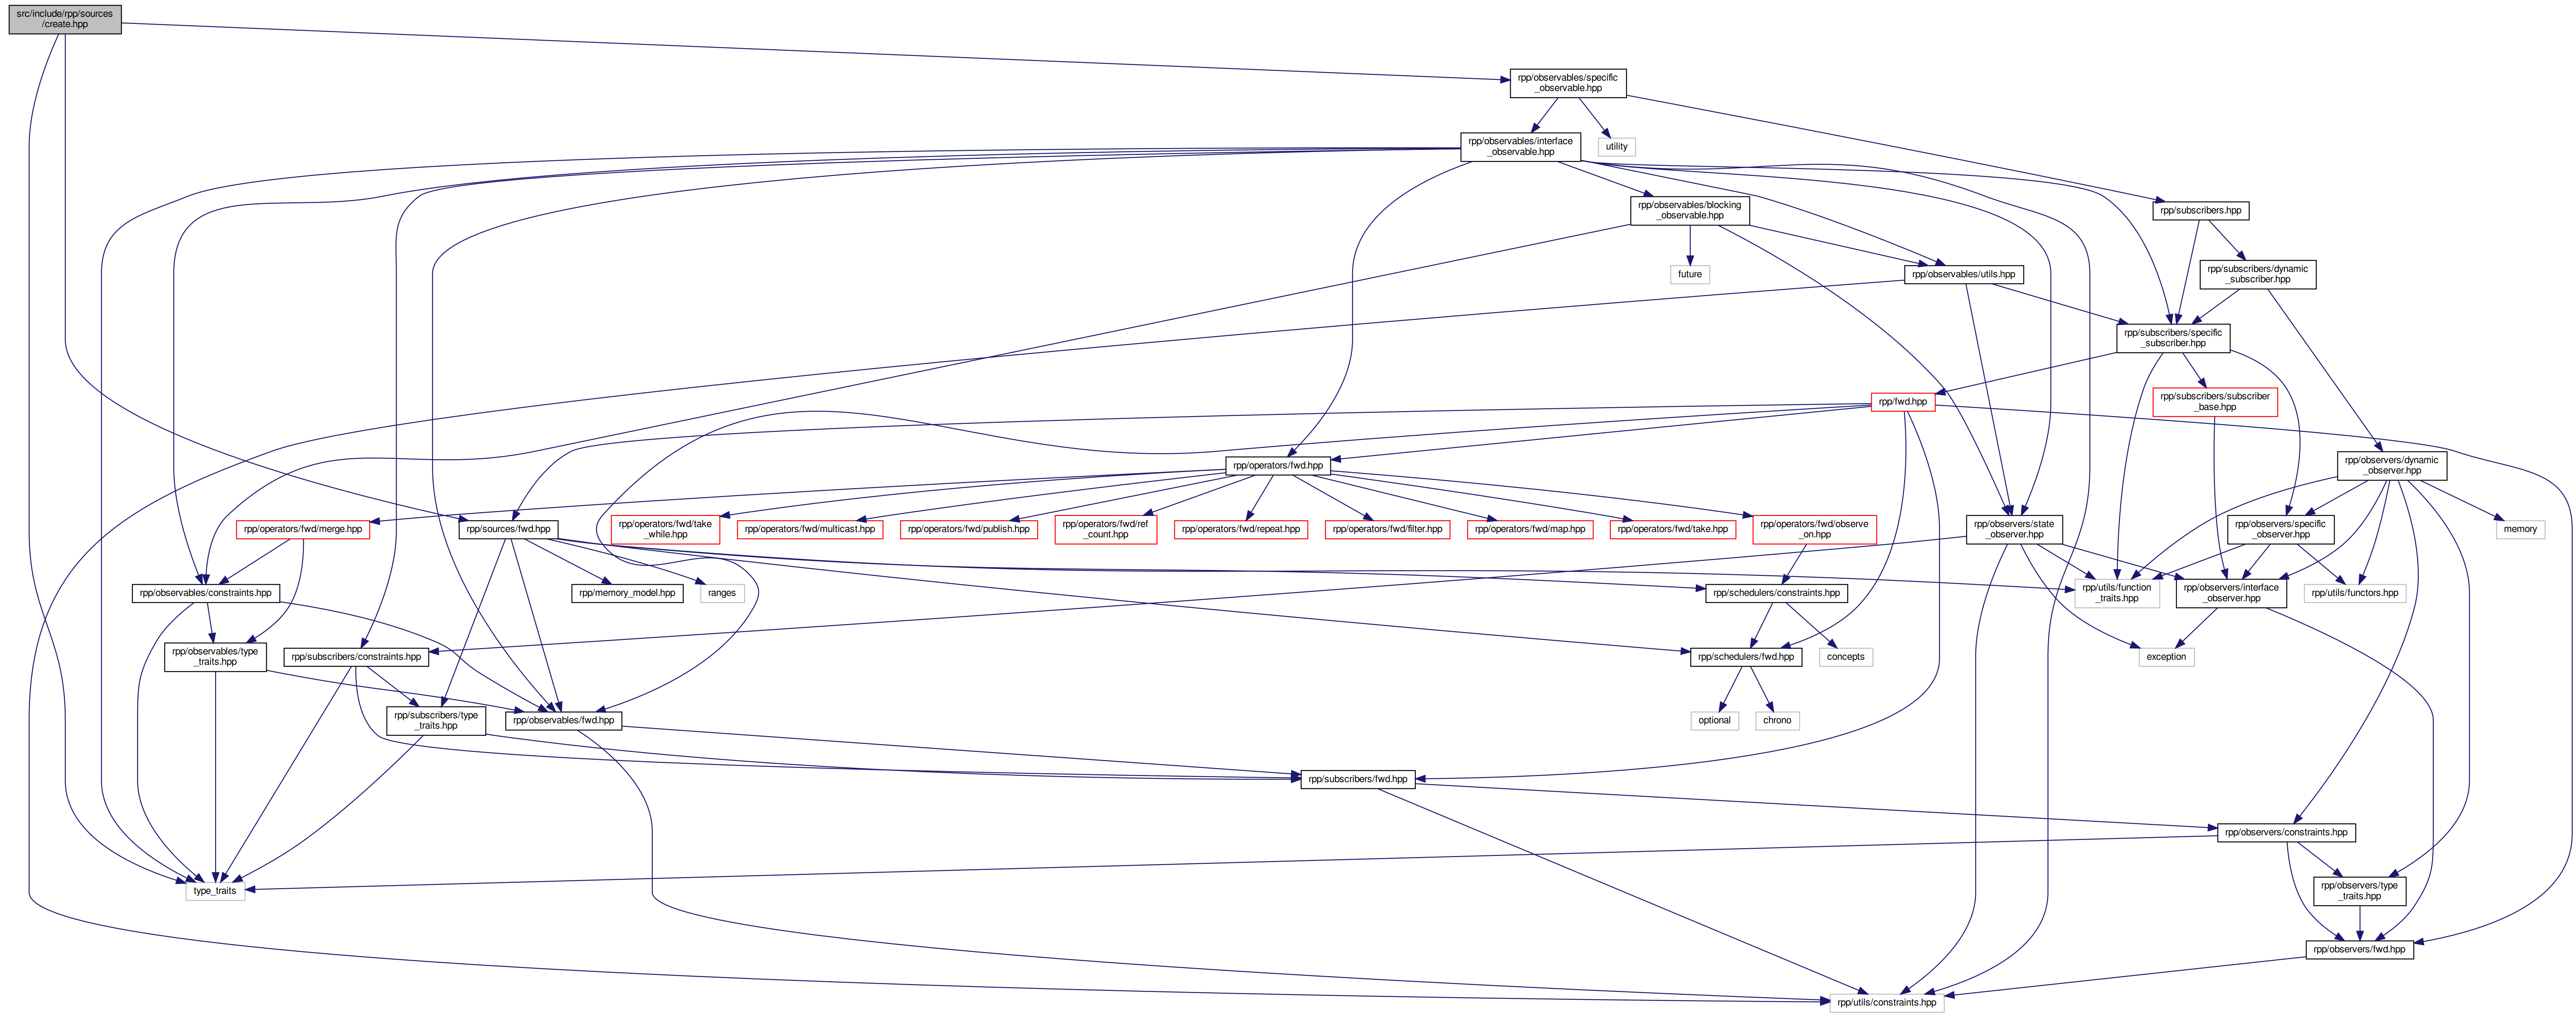 src/include/rpp/sources
/create.hpp
rpp/observables/specific
_observable.hpp
rpp/observables/interface
_observable.hpp
utility
rpp/observables/blocking
_observable.hpp
rpp/subscribers.hpp
future
rpp/observables/utils.hpp
rpp/subscribers/dynamic
_subscriber.hpp
rpp/subscribers/specific
_subscriber.hpp
rpp/fwd.hpp
rpp/subscribers/subscriber
_base.hpp
rpp/operators/fwd.hpp
rpp/observers/dynamic
_observer.hpp
rpp/operators/fwd/merge.hpp
rpp/sources/fwd.hpp
rpp/operators/fwd/take
_while.hpp
rpp/operators/fwd/multicast.hpp
rpp/operators/fwd/publish.hpp
rpp/operators/fwd/ref
_count.hpp
rpp/operators/fwd/repeat.hpp
rpp/operators/fwd/filter.hpp
rpp/operators/fwd/map.hpp
rpp/operators/fwd/take.hpp
rpp/operators/fwd/observe
_on.hpp
rpp/observers/state
_observer.hpp
rpp/observers/specific
_observer.hpp
memory
rpp/observables/constraints.hpp
rpp/memory_model.hpp
ranges
rpp/schedulers/constraints.hpp
rpp/utils/function
_traits.hpp
rpp/observers/interface
_observer.hpp
rpp/utils/functors.hpp
rpp/observables/type
_traits.hpp
rpp/subscribers/constraints.hpp
rpp/schedulers/fwd.hpp
concepts
exception
rpp/subscribers/type
_traits.hpp
rpp/observables/fwd.hpp
optional
chrono
rpp/subscribers/fwd.hpp
rpp/observers/constraints.hpp
type_traits
rpp/observers/type
_traits.hpp
rpp/observers/fwd.hpp
rpp/utils/constraints.hpp